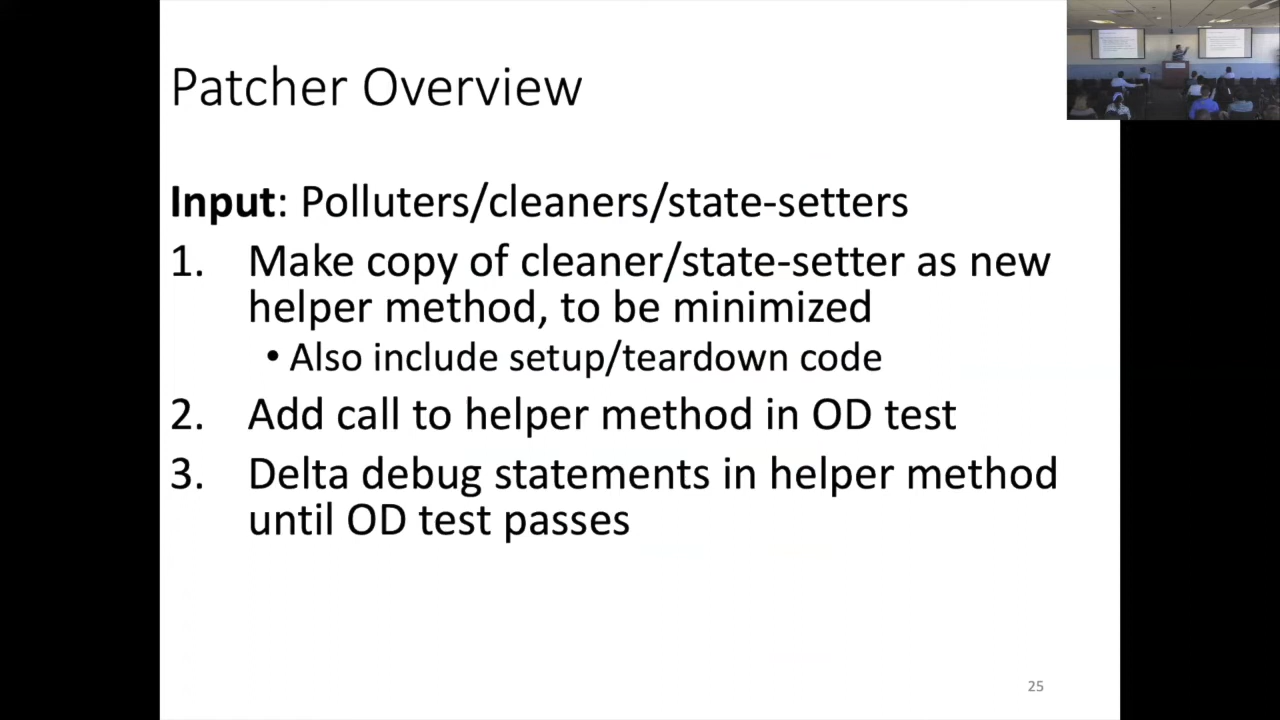 Patcher Overview
Input: Polluters/cleaners/state-setters
1. Make copy of cleaner/state-setter as new
helper method, to be minimized
• Also include setup/teardown code
2. Add call to helper method in OD test
3. Delta debug statements in helper method
until OD test passes
25